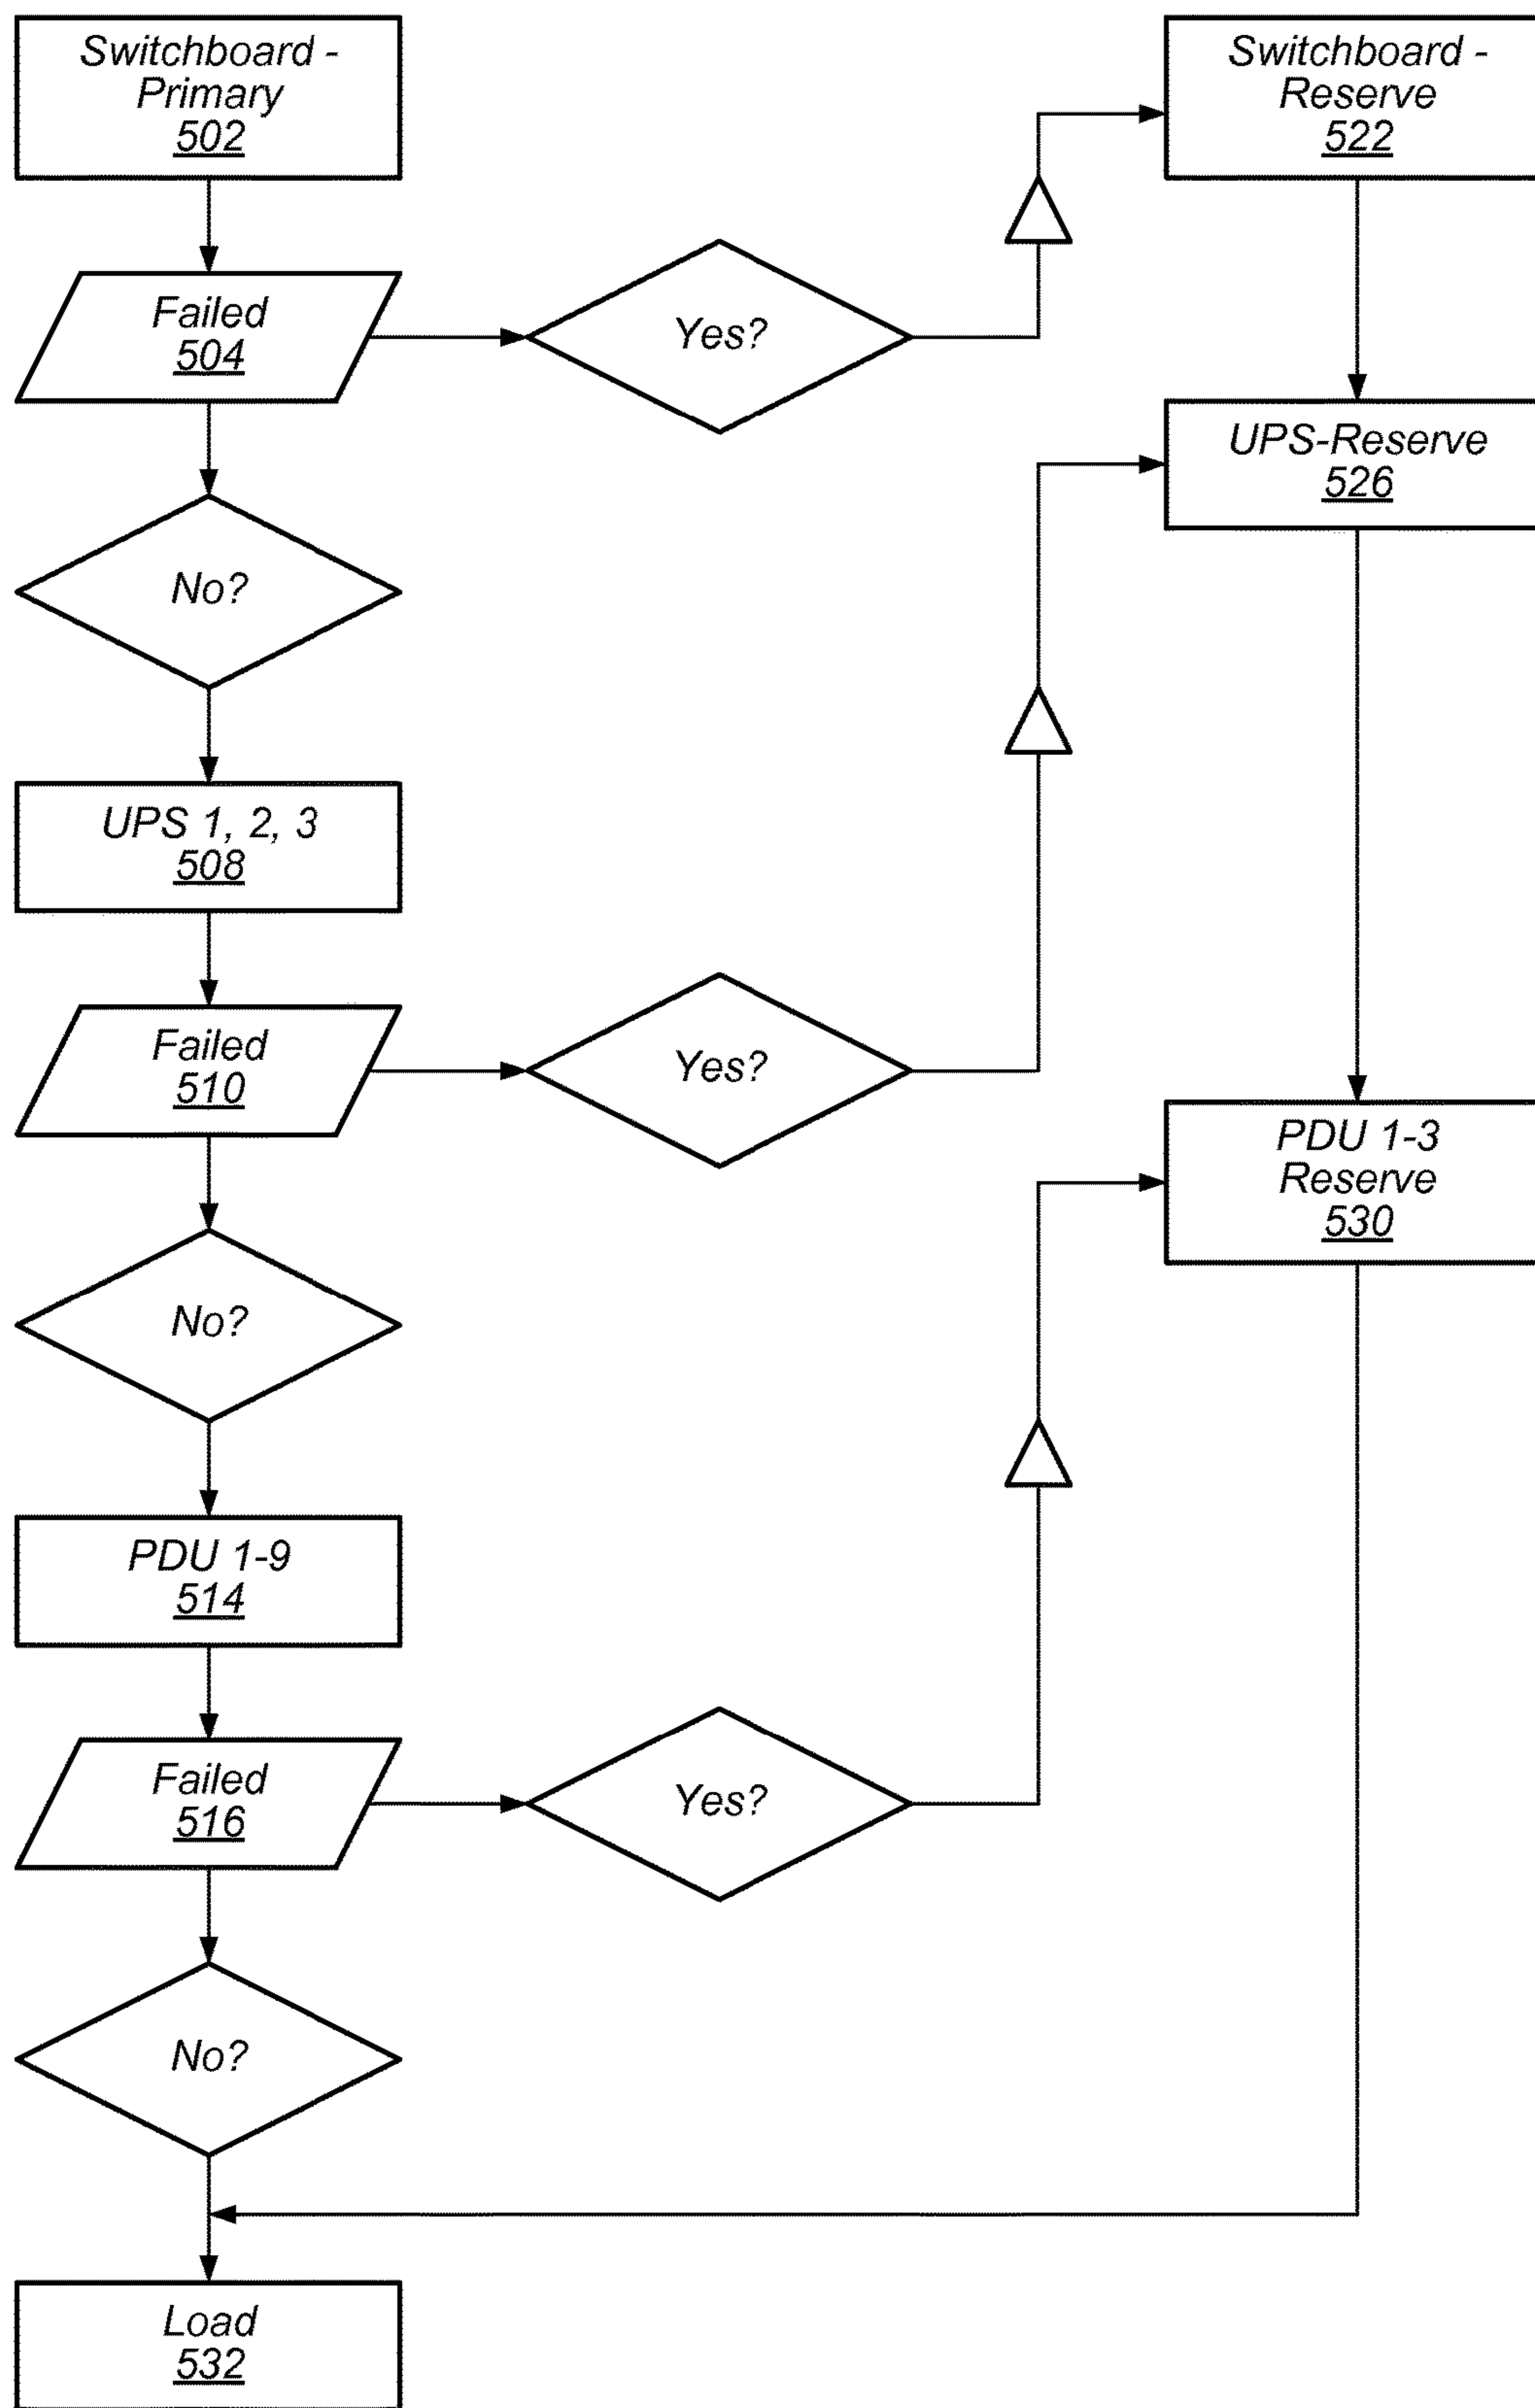 Switchboard -
Primary
502
Switchboard -
Reserve
522
Failed
504
Yes?
UPS-Reserve
526
No?
UPS 1, 2, 3
508
Failed
510
Yes?
PDU 1-3
Reserve
530
No?
PDU 1-9
514
Failed
516
Yes?
No?
Load
532